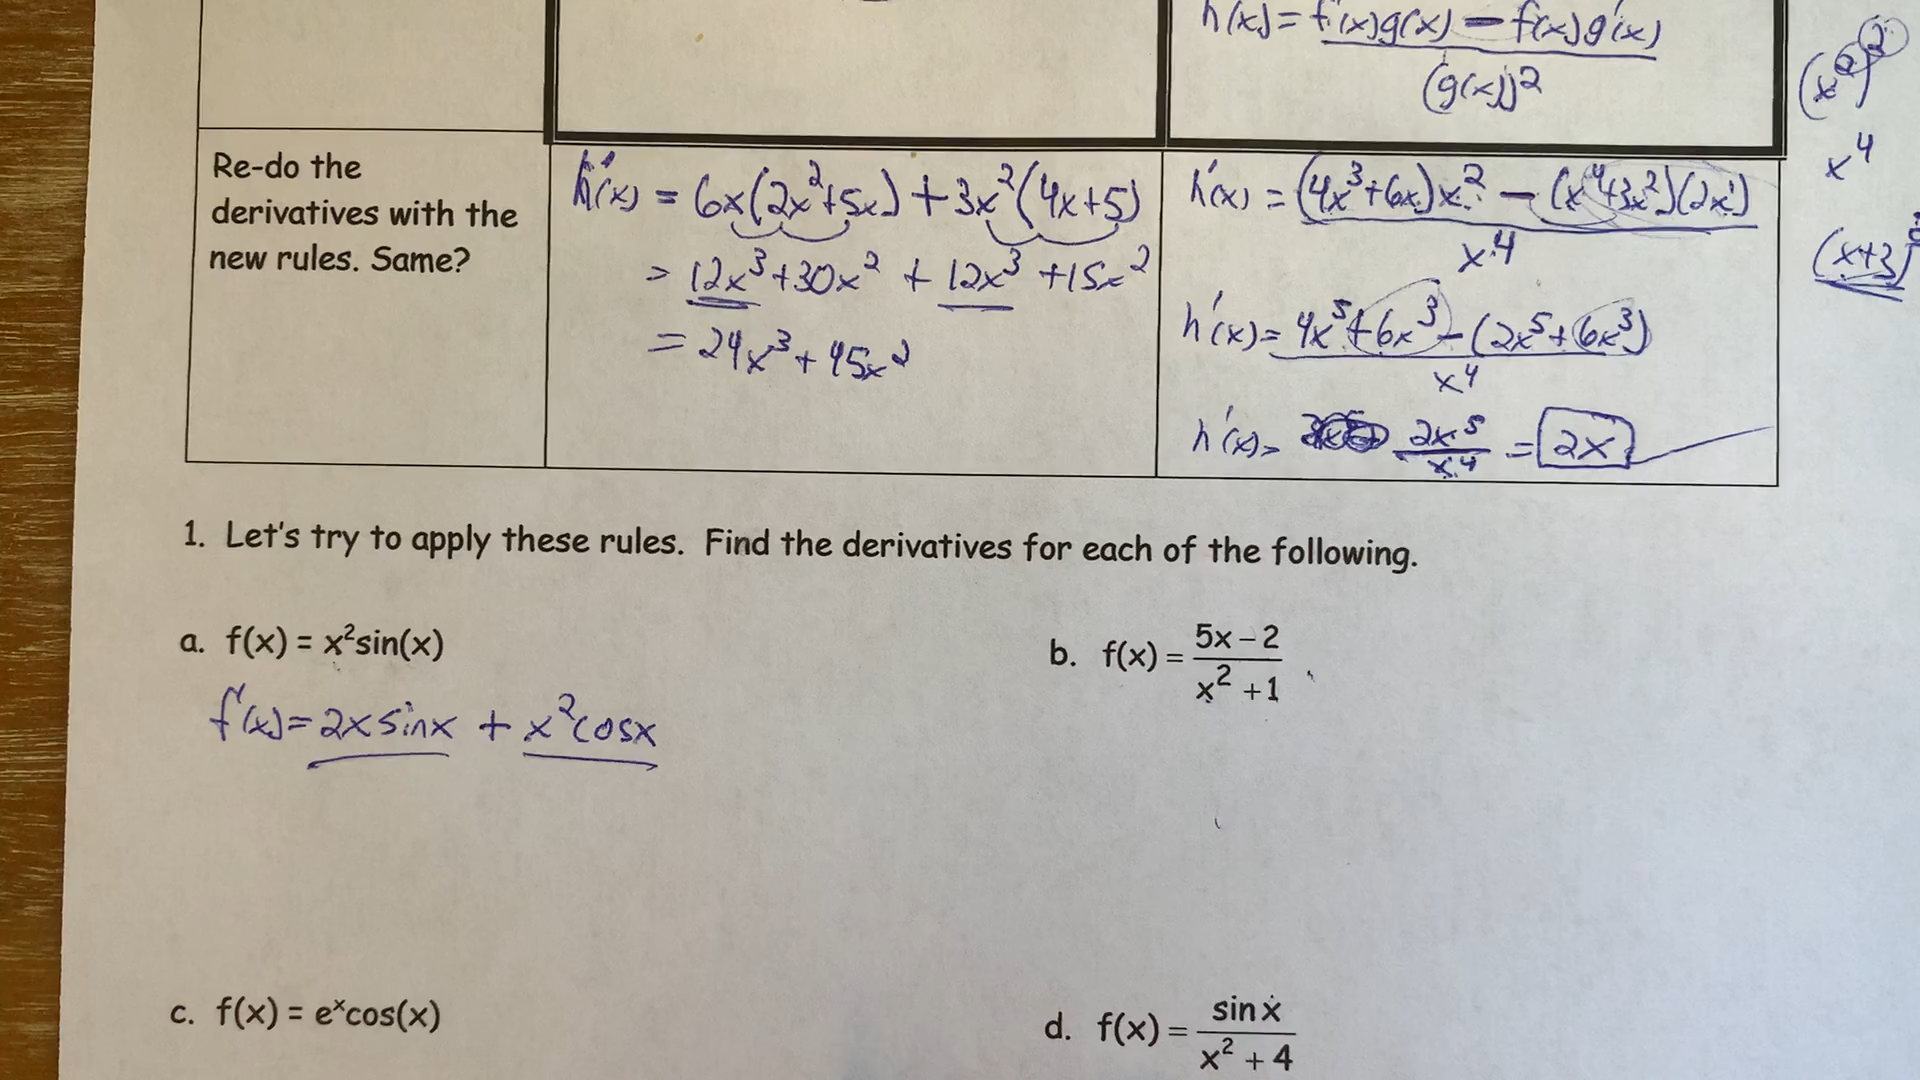 h'(x) = f'(x)g(x) - f(x)g'(x)
(g(x))²
(x²)²
x⁴
(x+3)
Re-do the
derivatives with the
new rules. Same?
h'(x) = 6x(2x²+5x) + 3x²(4x+5)
= 12x³+30x² + 12x³ +15x²
= 24x³ + 45x²
h'(x) = (4x³+6x)x² - (x⁴+3x²)(2x)
x⁴
h'(x) = 4x⁵+6x³ - (2x⁵+6x³)
x⁴
h'(x) = 2x⁵ = 2x
x⁴
1. Let's try to apply these rules. Find the derivatives for each of the following.
a. f(x) = x²sin(x)
f'(x) = 2x sinx + x²cosx
b. f(x) = 5x – 2
x² + 1
c. f(x) = eˣcos(x)
d. f(x) = sin x
x² + 4